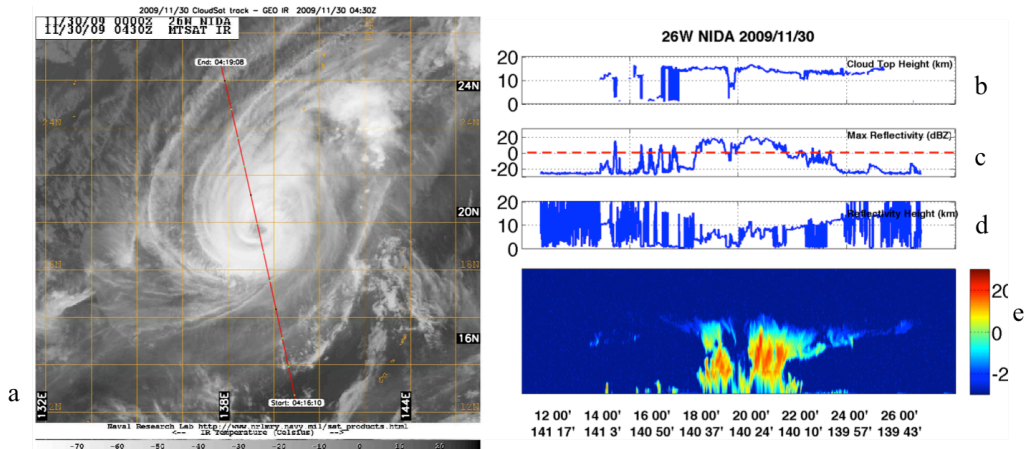 2009/11/30 CloudSat track - GEO IR 2009/11/30 04:30Z
11/30/09 0000Z 26W NIDA
11/30/09 0430Z MTSAT IR
End: 04:19:08
24N
20N
16N
132E
138E
144E
Start: 04:16:10
Naval Research Lab http://www.nrlmry.navy.mil/sat_products.html
<-- IR Temperature (Celsius) -->
-70 -60 -50 -40 -30 -20 -10 0 10 20
a
26W NIDA 2009/11/30
20
10
0
Cloud Top Height (km)
b
20
0
-20
Max Reflectivity (dBZ)
c
20
10
0
Reflectivity Height (km)
d
20
0
-2
e
12 00' 14 00' 16 00' 18 00' 20 00' 22 00' 24 00' 26 00'
141 17' 141 3' 140 50' 140 37' 140 24' 140 10' 139 57' 139 43'